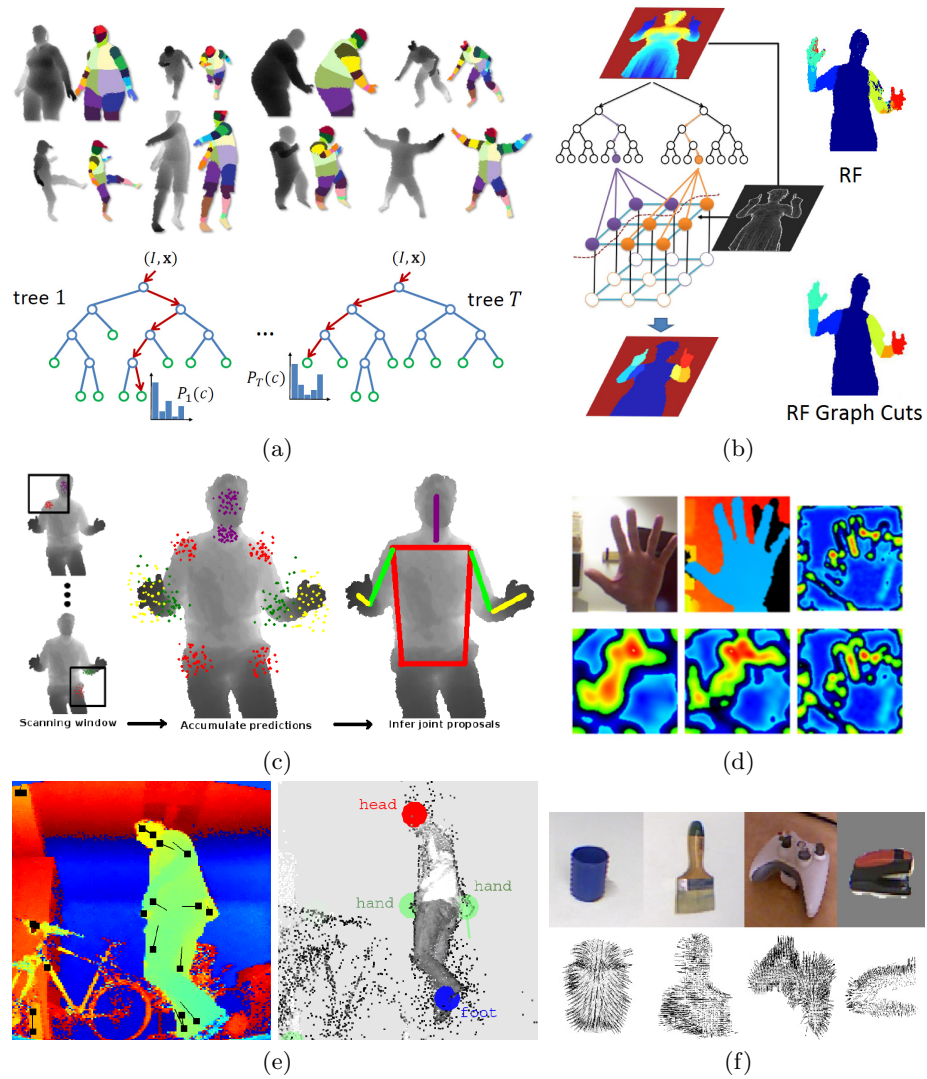 (I, x)
(I, x)
tree 1
tree T
...
P1(c)
PT(c)
(a)
RF
RF Graph Cuts
(b)
Scanning window
Accumulate predictions
Infer joint proposals
(c)
(d)
head
hand
hand
foot
(e)
(f)